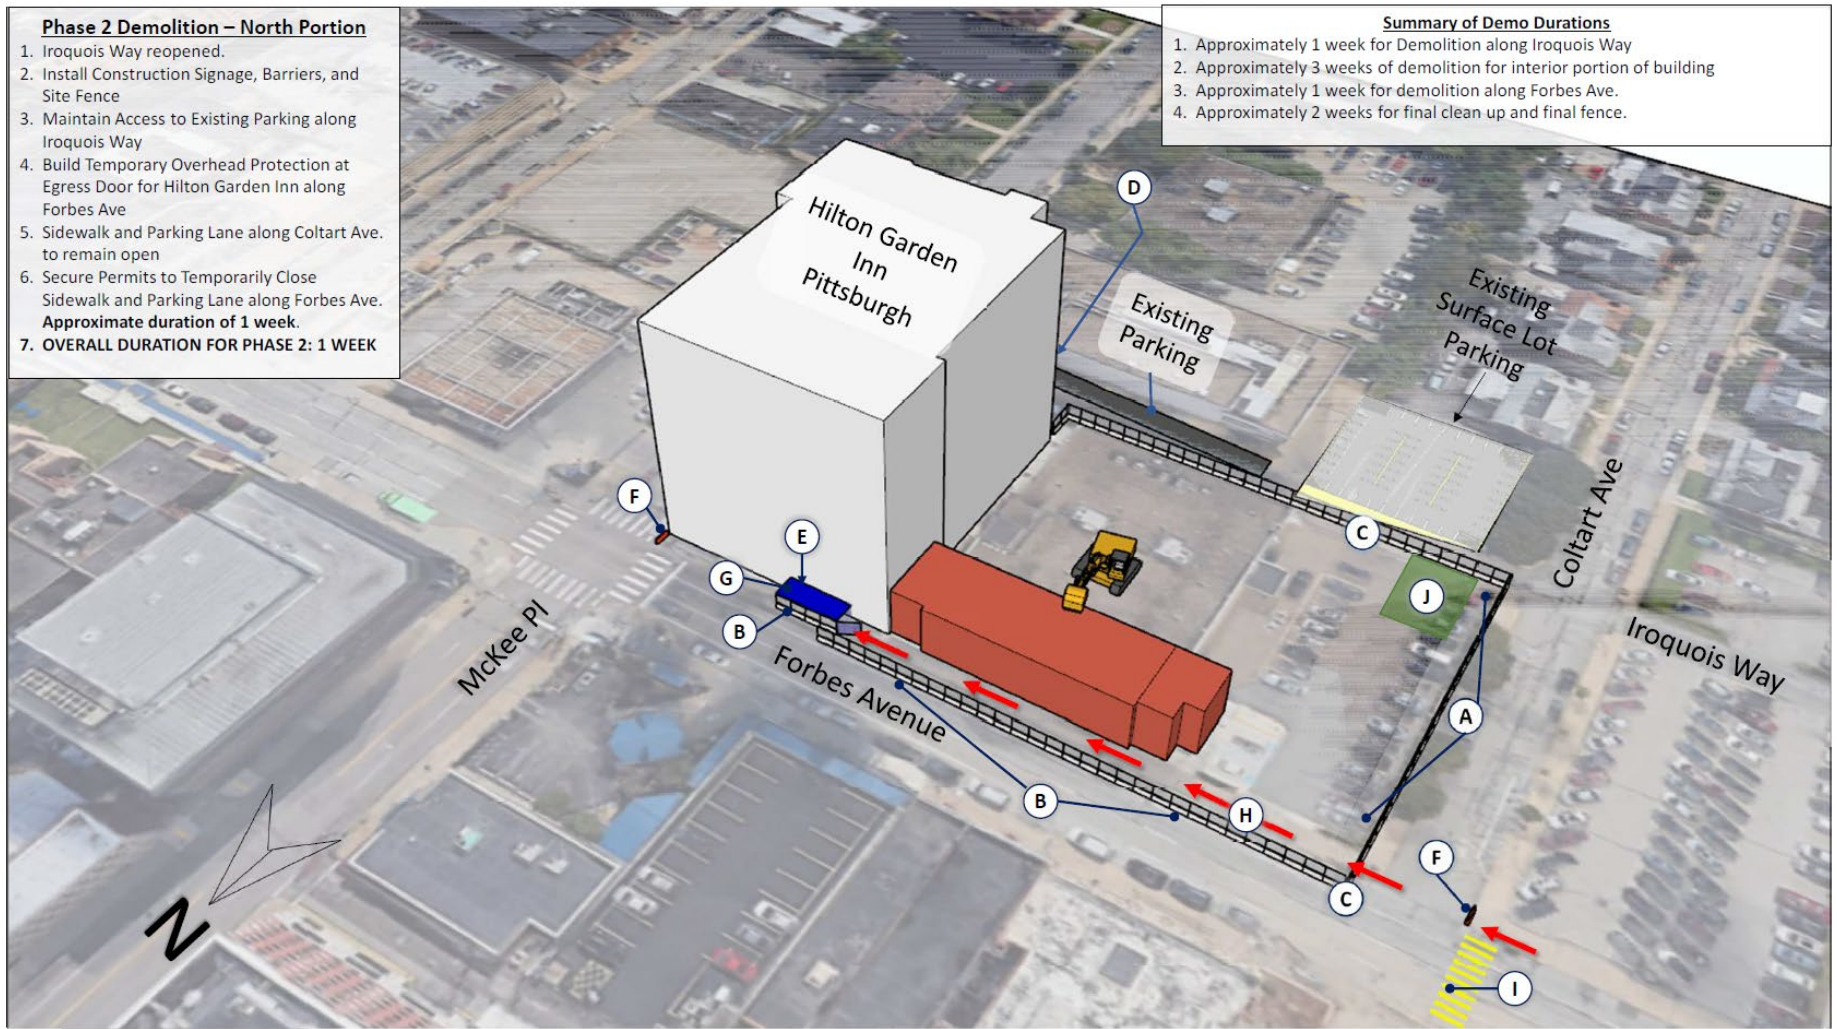 Phase 2 Demolition – North Portion
1. Iroquois Way reopened.
2. Install Construction Signage, Barriers, and
Site Fence
3. Maintain Access to Existing Parking along
Iroquois Way
4. Build Temporary Overhead Protection at
Egress Door for Hilton Garden Inn along
Forbes Ave
5. Sidewalk and Parking Lane along Coltart Ave.
to remain open
6. Secure Permits to Temporarily Close
Sidewalk and Parking Lane along Forbes Ave.
Approximate duration of 1 week.
7. OVERALL DURATION FOR PHASE 2: 1 WEEK
Summary of Demo Durations
1. Approximately 1 week for Demolition along Iroquois Way
2. Approximately 3 weeks of demolition for interior portion of building
3. Approximately 1 week for demolition along Forbes Ave.
4. Approximately 2 weeks for final clean up and final fence.
D
Hilton Garden
Inn
Pittsburgh
Existing
Parking
Existing
Surface Lot
Parking
F
E
C
Coltart Ave
G
J
B
McKee Pl
Iroquois Way
Forbes Avenue
A
B
H
F
C
N
I